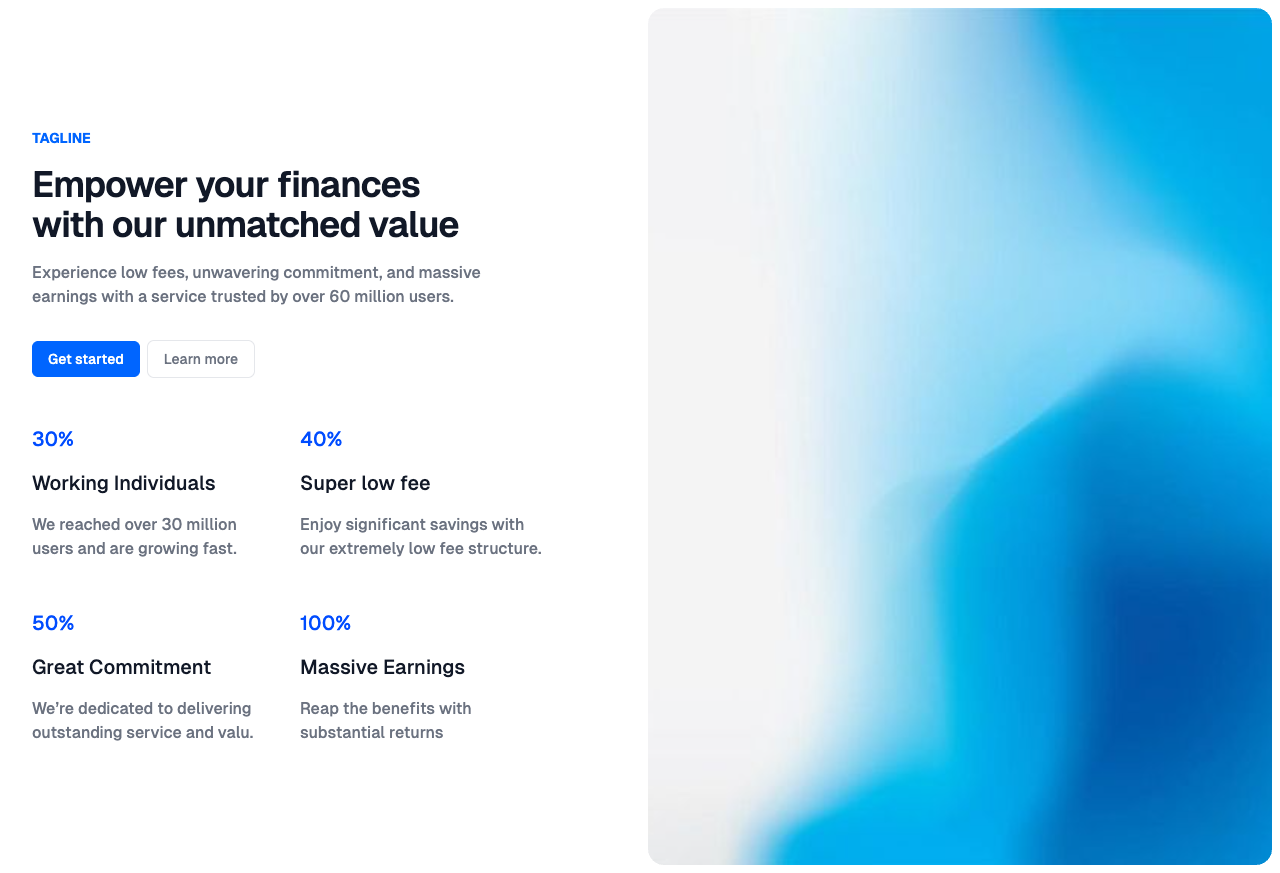 TAGLINE
Empower your finances
with our unmatched value
Experience low fees, unwavering commitment, and massive
earnings with a service trusted by over 60 million users.
Get started
Learn more
30%
Working Individuals
We reached over 30 million
users and are growing fast.
40%
Super low fee
Enjoy significant savings with
our extremely low fee structure.
50%
Great Commitment
We’re dedicated to delivering
outstanding service and valu.
100%
Massive Earnings
Reap the benefits with
substantial returns